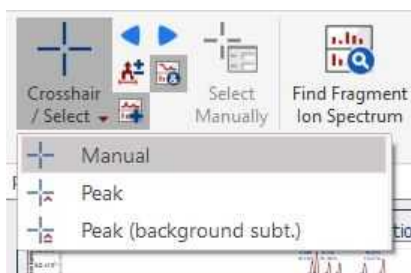 Crosshair
/ Select
Select
Manually
Find Fragment
Ion Spectrum
Manual
Peak
Peak (background subt.)